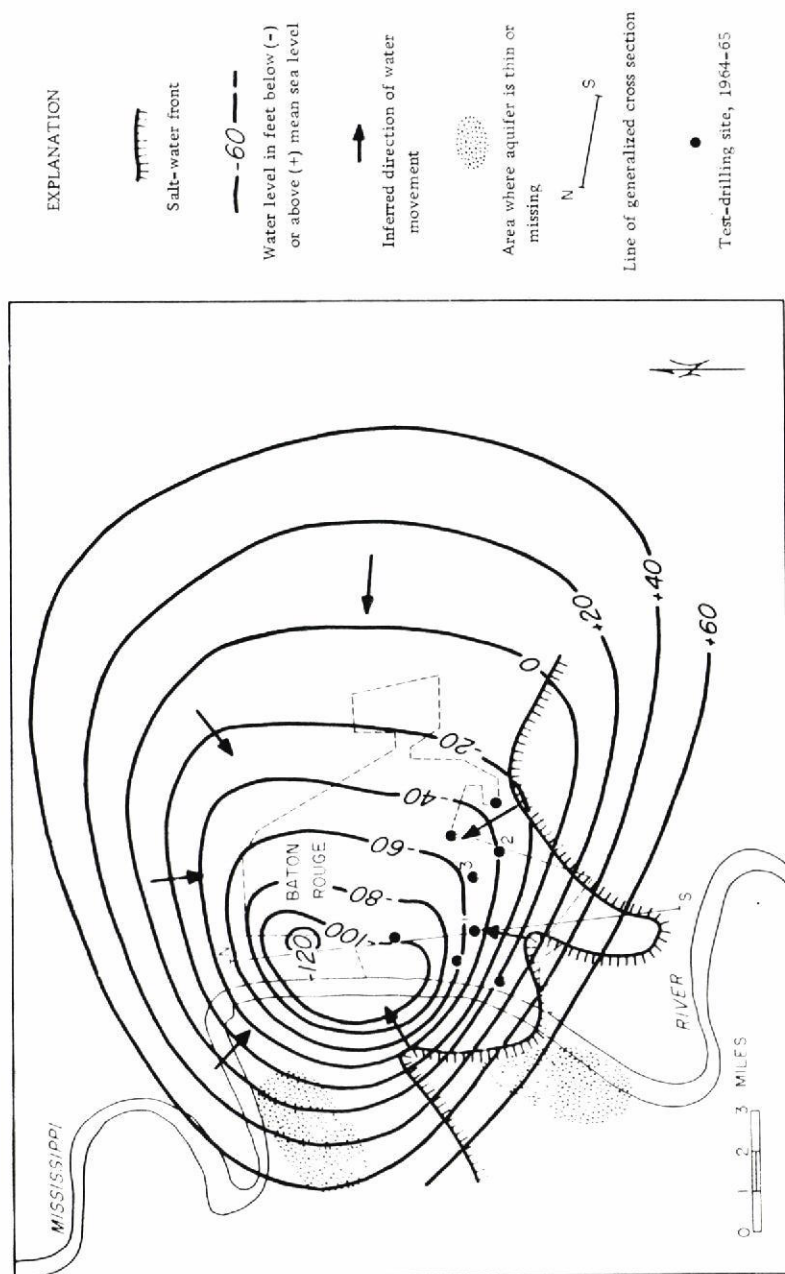 EXPLANATION
Salt-water front
-60
Water level in feet below (-)
or above (+) mean sea level
Inferred direction of water
movement
Area where aquifer is thin or
missing
N
S
Line of generalized cross section
Test-drilling site, 1964-65
MISSISSIPPI
RIVER
BATON
ROUGE
-120
-100
-80
-60
-40
-20
0
+20
+40
+60
3
2
S
N
0 1 2 3 MILES